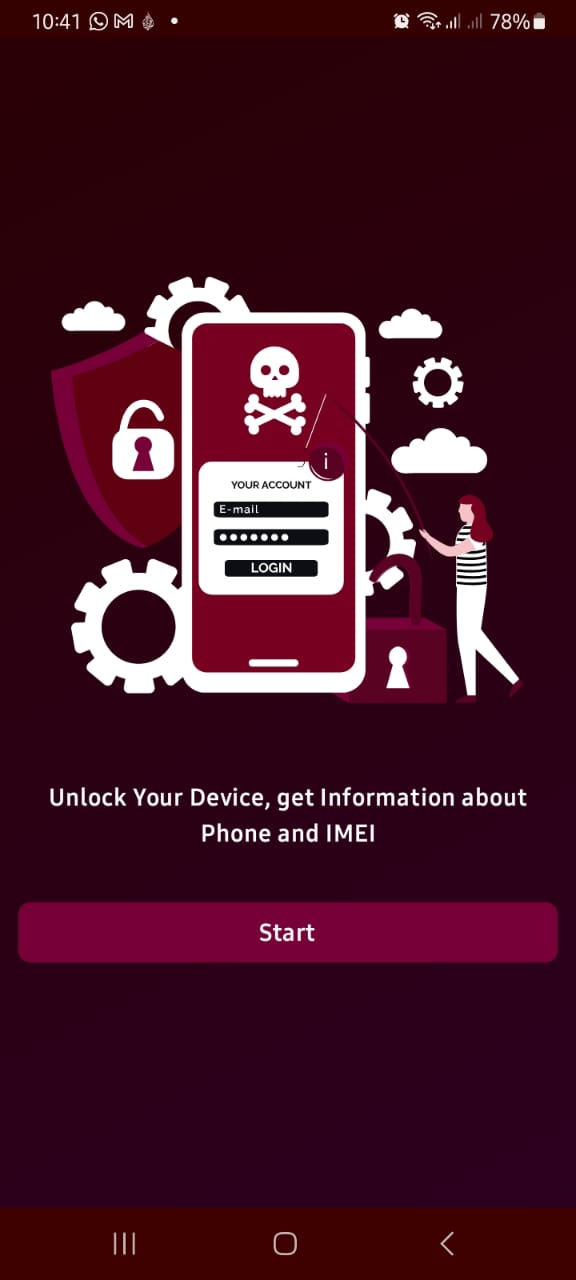 10:41
78%
i
YOUR ACCOUNT
E-mail
LOGIN
Unlock Your Device, get Information about
Phone and IMEI
Start